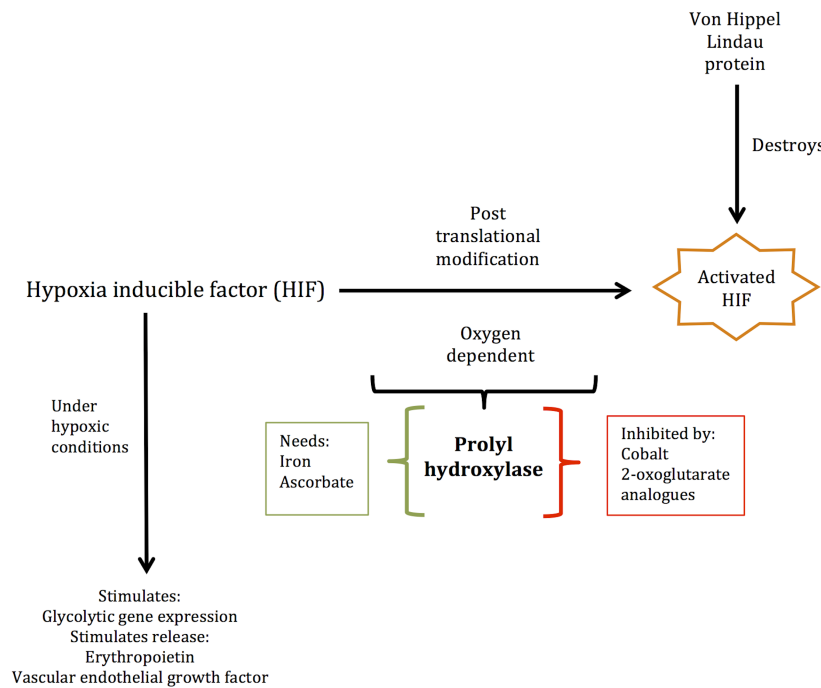 Von Hippel
Lindau
protein
Destroys
Post
translational
modification
Hypoxia inducible factor (HIF)
Activated
HIF
Oxygen
dependent
Under
hypoxic
conditions
Needs:
Iron
Ascorbate
Prolyl
hydroxylase
Inhibited by:
Cobalt
2-oxoglutarate
analogues
Stimulates:
Glycolytic gene expression
Stimulates release:
Erythropoietin
Vascular endothelial growth factor